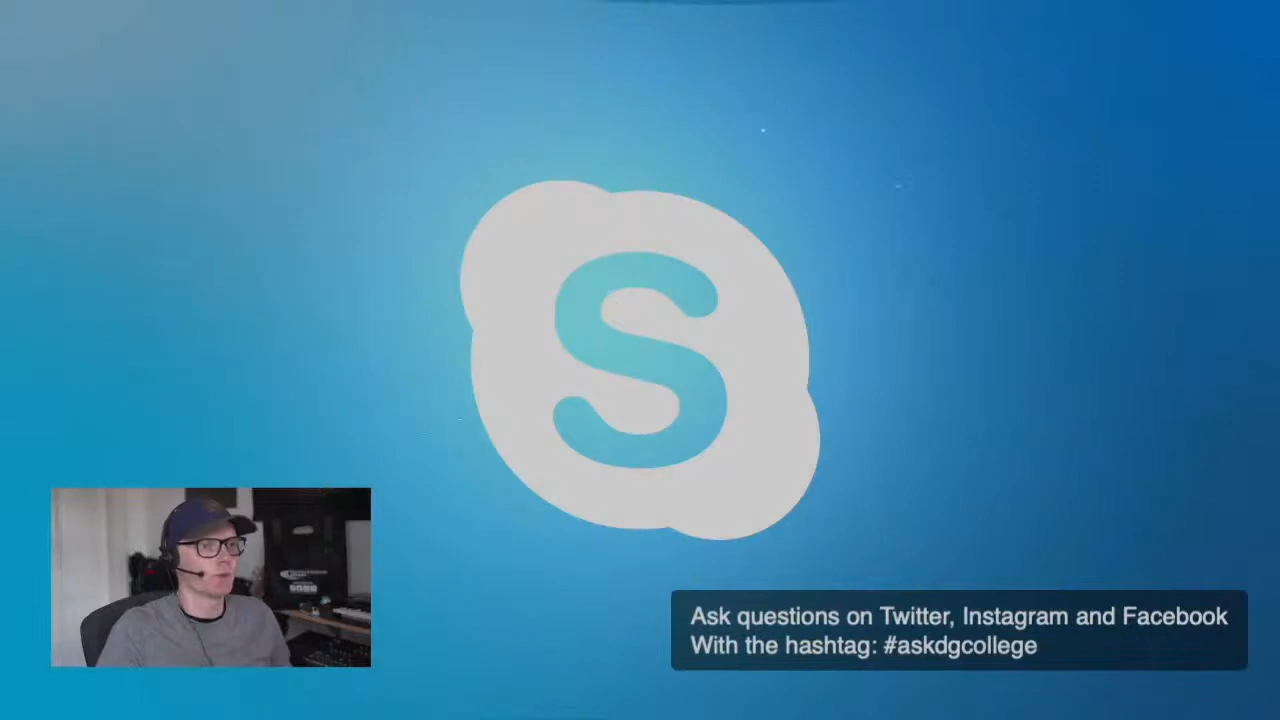 S
Ask questions on Twitter, Instagram and Facebook
With the hashtag: #askdgcollege